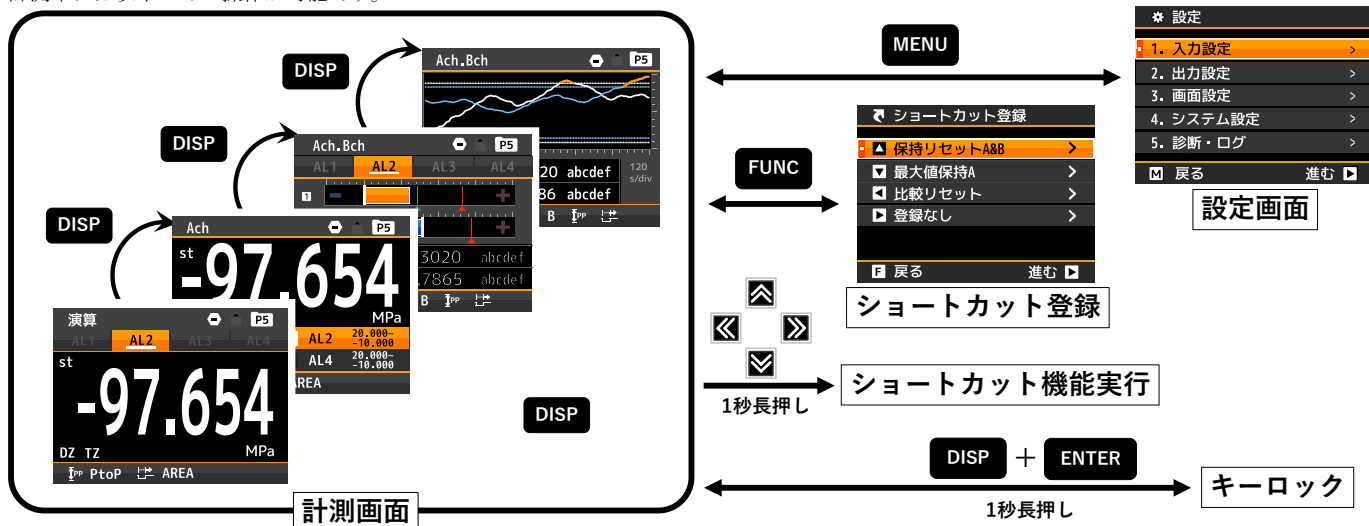 DISP
DISP
DISP
Ach.Bch
P5
20 abcdef
86 abcdef
120
s/div
B PP
Ach.Bch
P5
AL1 AL2 AL3 AL4
1
3020 abcdef
.7865 abcdef
B PP
Ach
P5
st
-97.654
MPa
AL2 20.000~
-10.000
AL4 20.000~
-10.000
AREA
演算
P5
AL1 AL2 AL3 AL4
st
-97.654
DZ TZ MPa
PP PtoP AREA
DISP
計測画面
MENU
設定
1. 入力設定 >
2. 出力設定 >
3. 画面設定 >
4. システム設定 >
5. 診断・ログ >
M 戻る 進む
設定画面
FUNC
ショートカット登録
保持リセットA&B >
最大値保持A >
比較リセット >
登録なし >
F 戻る 進む
ショートカット登録
1秒長押し
ショートカット機能実行
DISP + ENTER
1秒長押し
キーロック